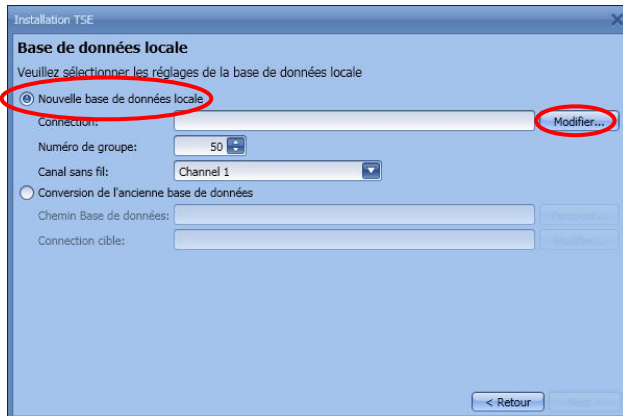 Installation TSE
Base de données locale
Veuillez sélectionner les réglages de la base de données locale
Nouvelle base de données locale
Connection: Modifier...
Numéro de groupe: 50
Canal sans fil: Channel 1
Conversion de l'ancienne base de données
Chemin Base de données: Parcourir...
Connection cible: Modifier...
< Retour